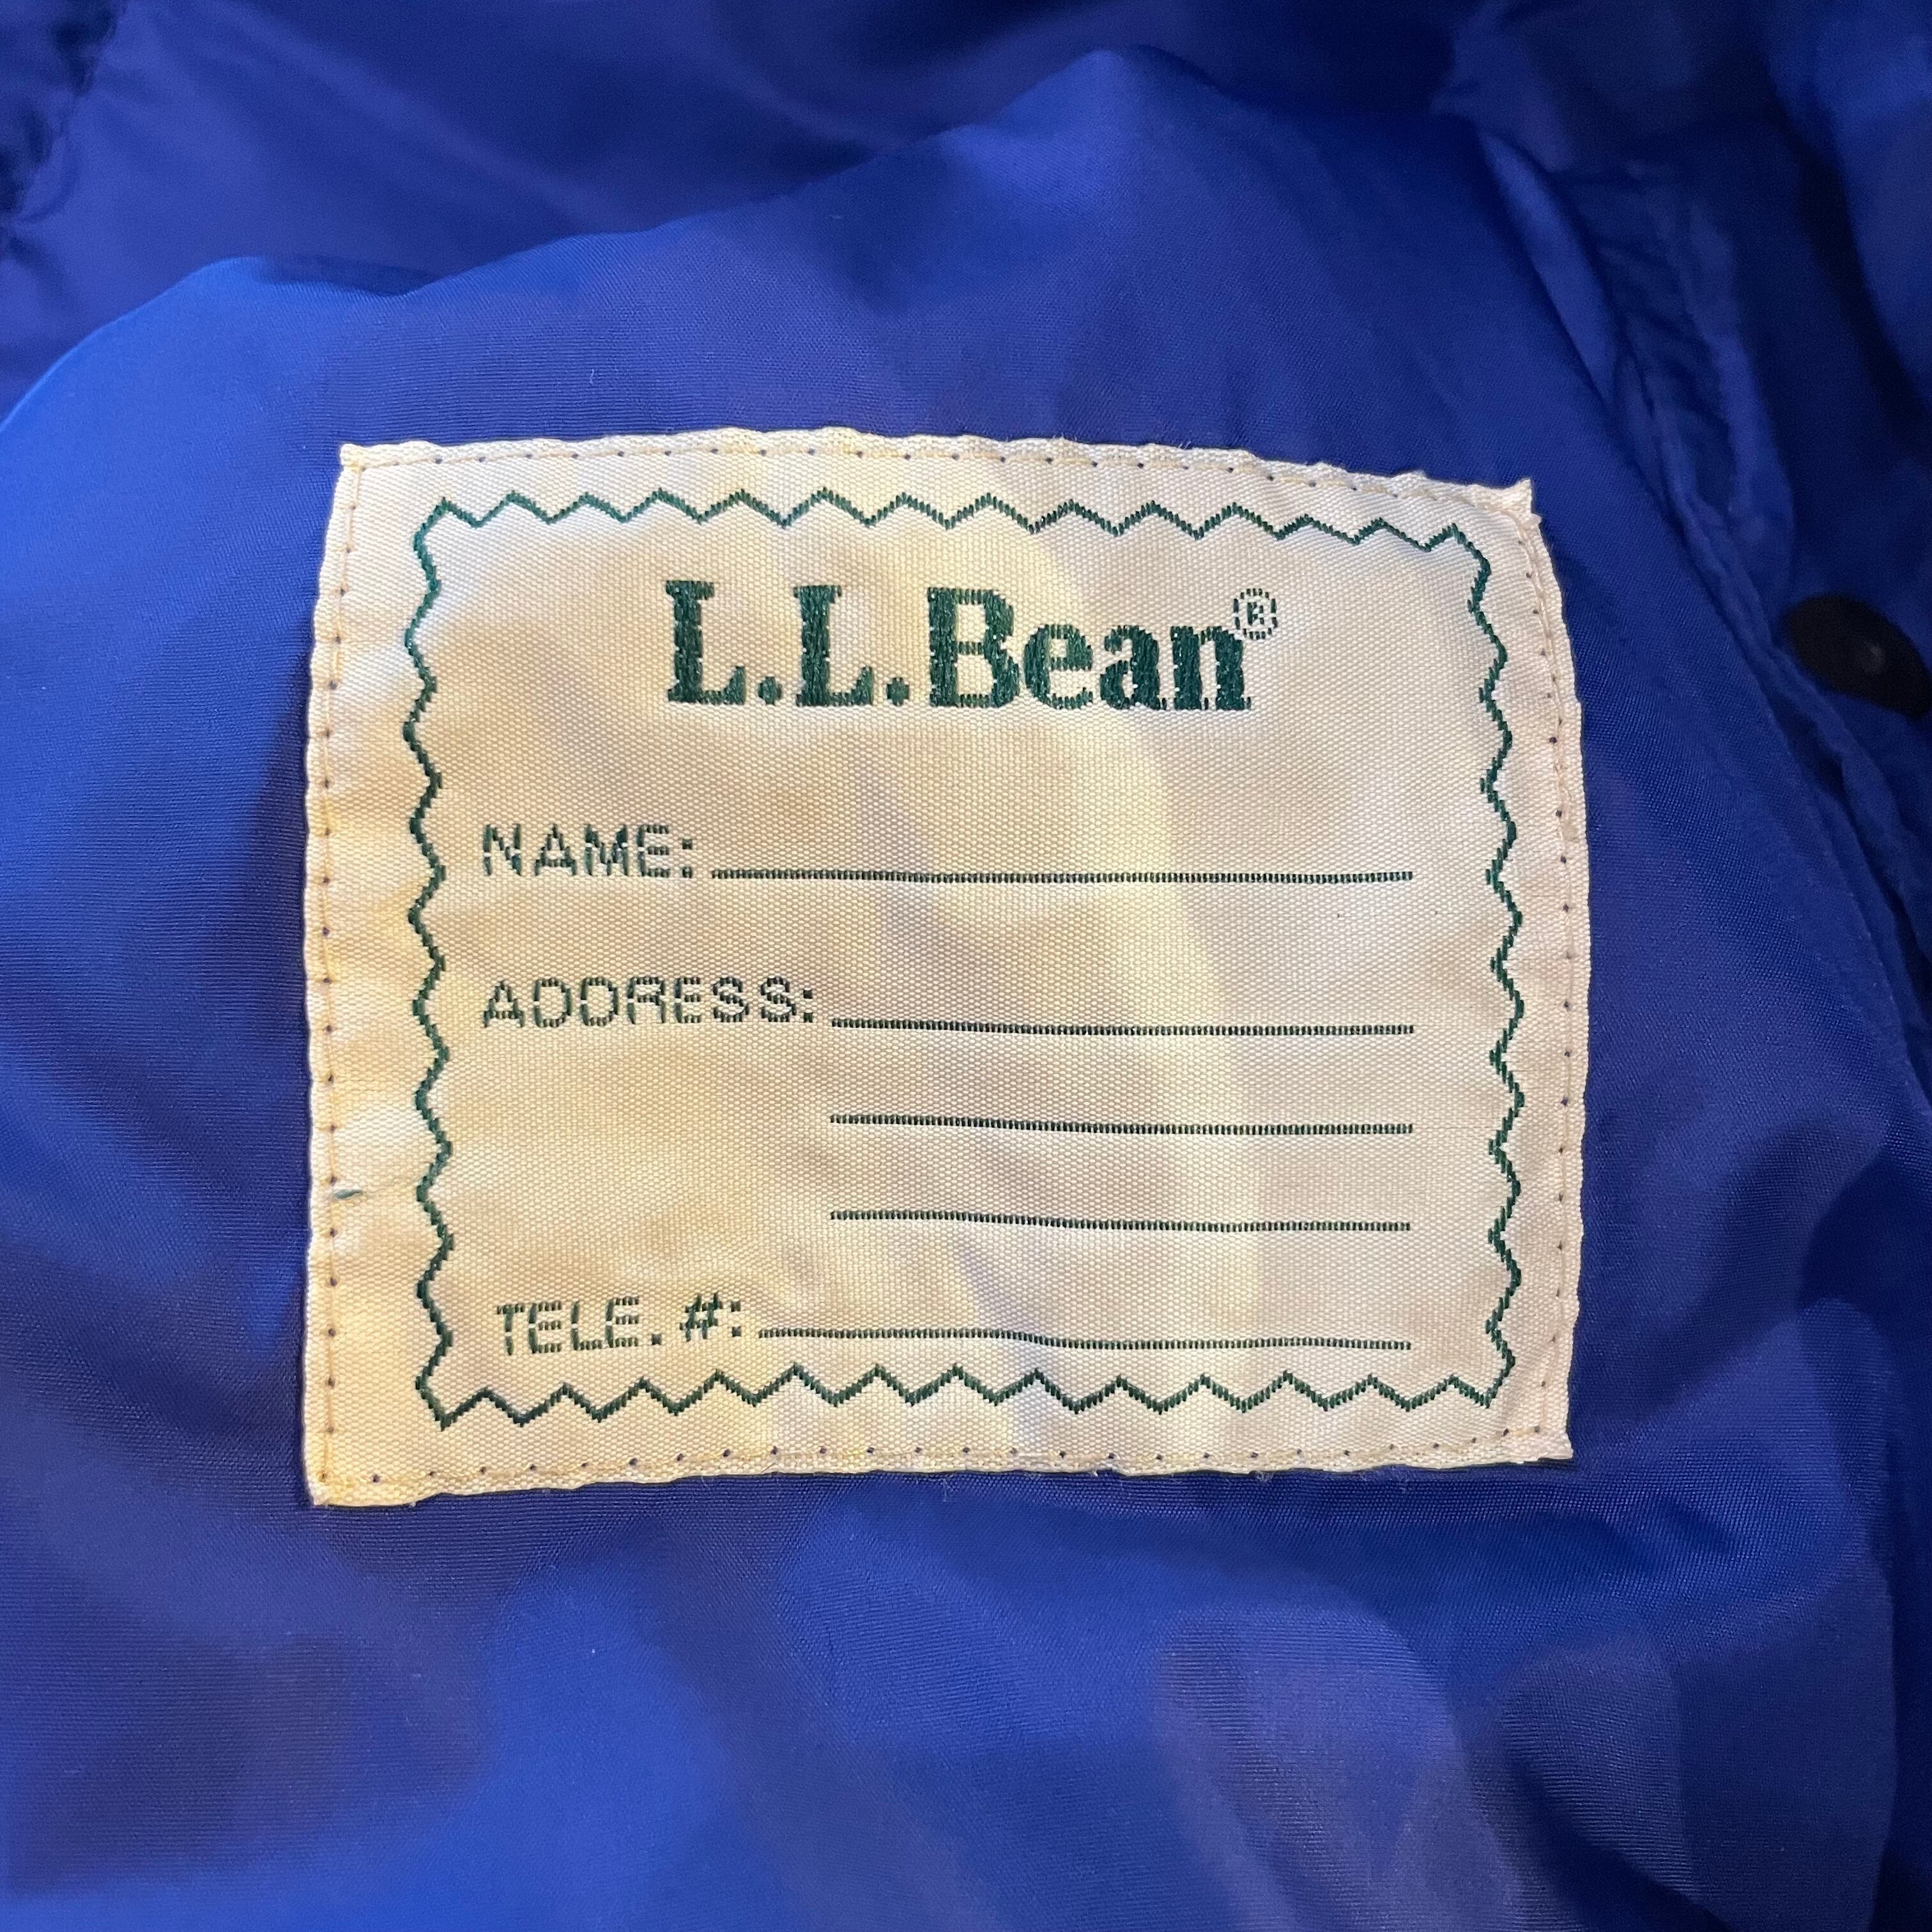 L.L.Bean®
NAME:
ADDRESS:
TELE. #: